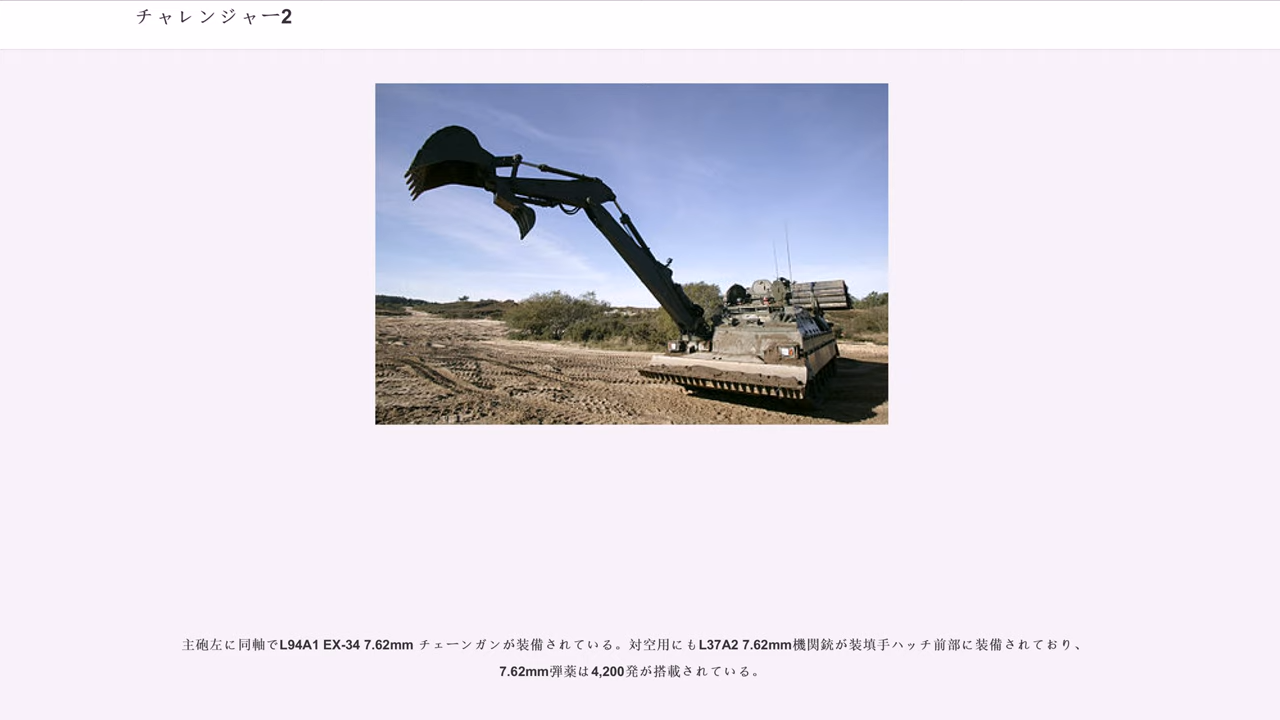 チャレンジャー2
主砲左に同軸でL94A1 EX-34 7.62mm チェーンガンが装備されている。対空用にもL37A2 7.62mm機関銃が装填手ハッチ前部に装備されており、
7.62mm弾薬は4,200発が搭載されている。